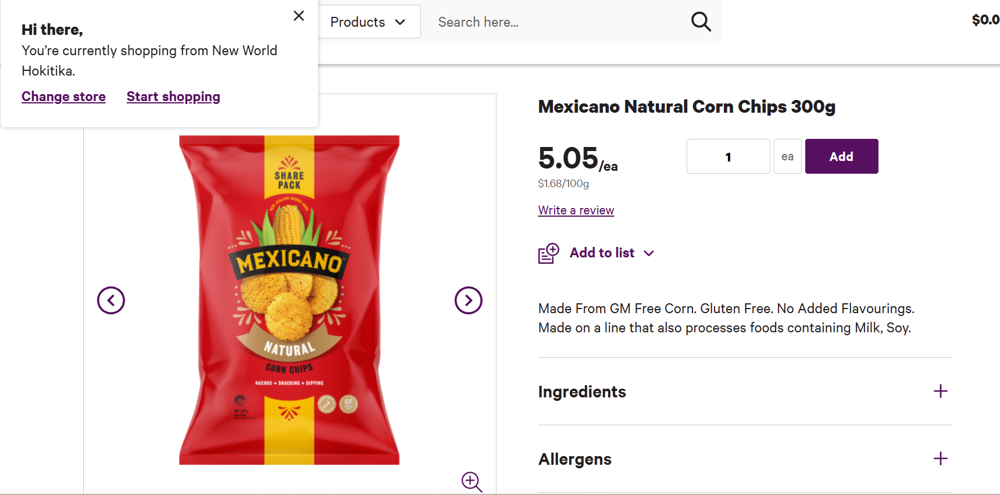 Hi there,
You’re currently shopping from New World
Hokitika.
Change store Start shopping
Products
Search here...
$0.0
SHARE
PACK
NEW ZEALAND GROWN CORN
MEXICANO
NATURAL
CORN CHIPS
NACHOS • SNACKING • DIPPING
GF
Mexicano Natural Corn Chips 300g
5.05/ea
1 ea Add
$1.68/100g
Write a review
Add to list
Made From GM Free Corn. Gluten Free. No Added Flavourings.
Made on a line that also processes foods containing Milk, Soy.
Ingredients
Allergens